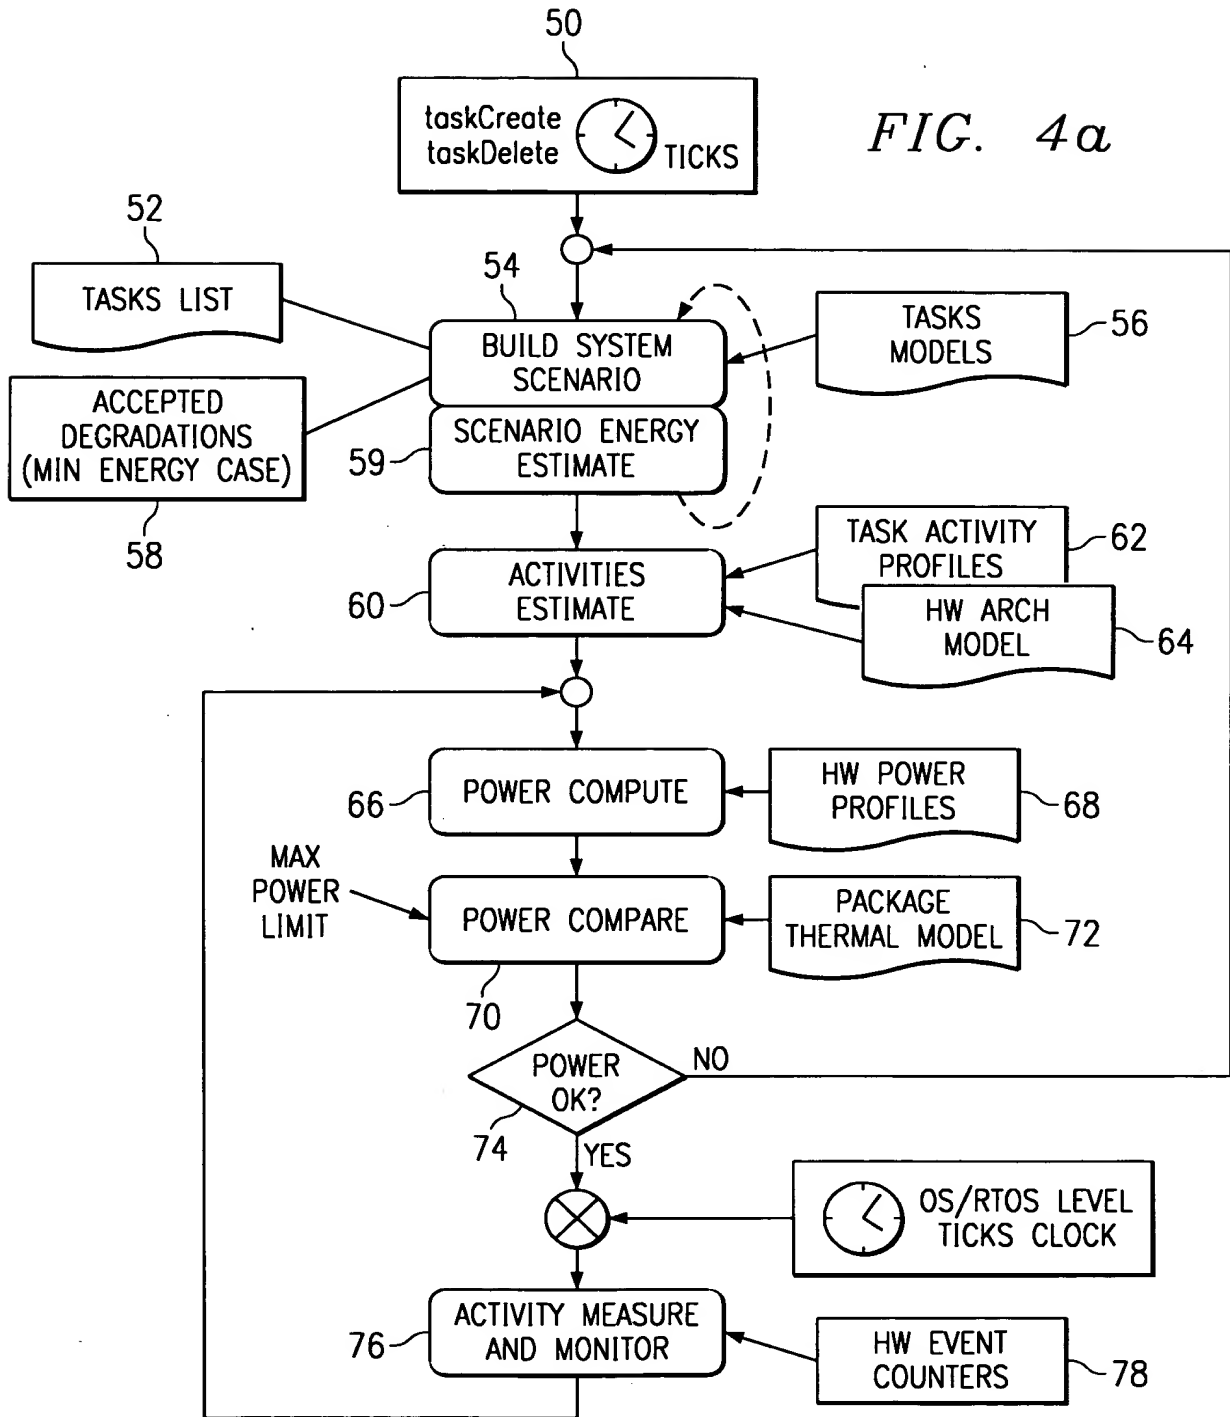 50
taskCreate
taskDelete
TICKS
FIG. 4a
52
TASKS LIST
54
BUILD SYSTEM
SCENARIO
TASKS
MODELS
56
ACCEPTED
DEGRADATIONS
(MIN ENERGY CASE)
58
59
SCENARIO ENERGY
ESTIMATE
60
ACTIVITIES
ESTIMATE
TASK ACTIVITY
PROFILES
62
HW ARCH
MODEL
64
66
POWER COMPUTE
HW POWER
PROFILES
68
MAX
POWER
LIMIT
POWER COMPARE
70
PACKAGE
THERMAL MODEL
72
POWER
OK?
74
NO
YES
OS/RTOS LEVEL
TICKS CLOCK
76
ACTIVITY MEASURE
AND MONITOR
HW EVENT
COUNTERS
78